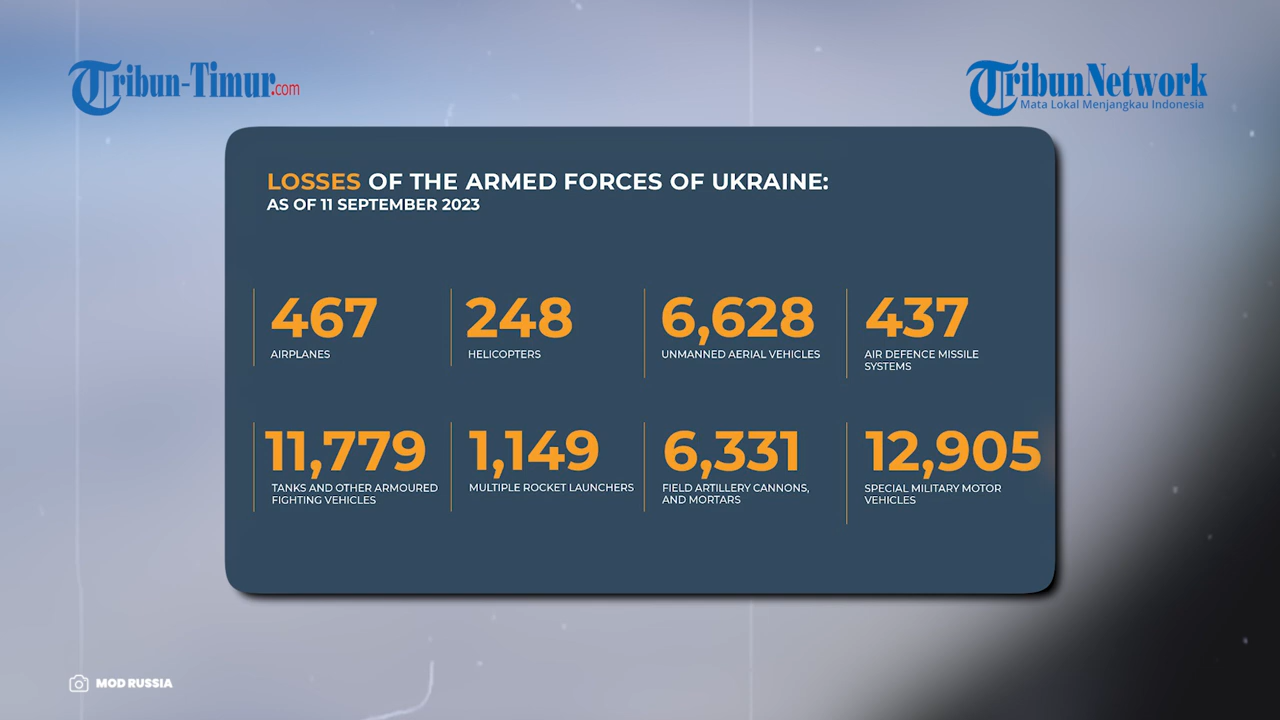 Tribun-Timur.com
TribunNetwork
Mata Lokal Menjangkau Indonesia
LOSSES OF THE ARMED FORCES OF UKRAINE:
AS OF 11 SEPTEMBER 2023
467
AIRPLANES
248
HELICOPTERS
6,628
UNMANNED AERIAL VEHICLES
437
AIR DEFENCE MISSILE
SYSTEMS
11,779
TANKS AND OTHER ARMOURED
FIGHTING VEHICLES
1,149
MULTIPLE ROCKET LAUNCHERS
6,331
FIELD ARTILLERY CANNONS,
AND MORTARS
12,905
SPECIAL MILITARY MOTOR
VEHICLES
MOD RUSSIA